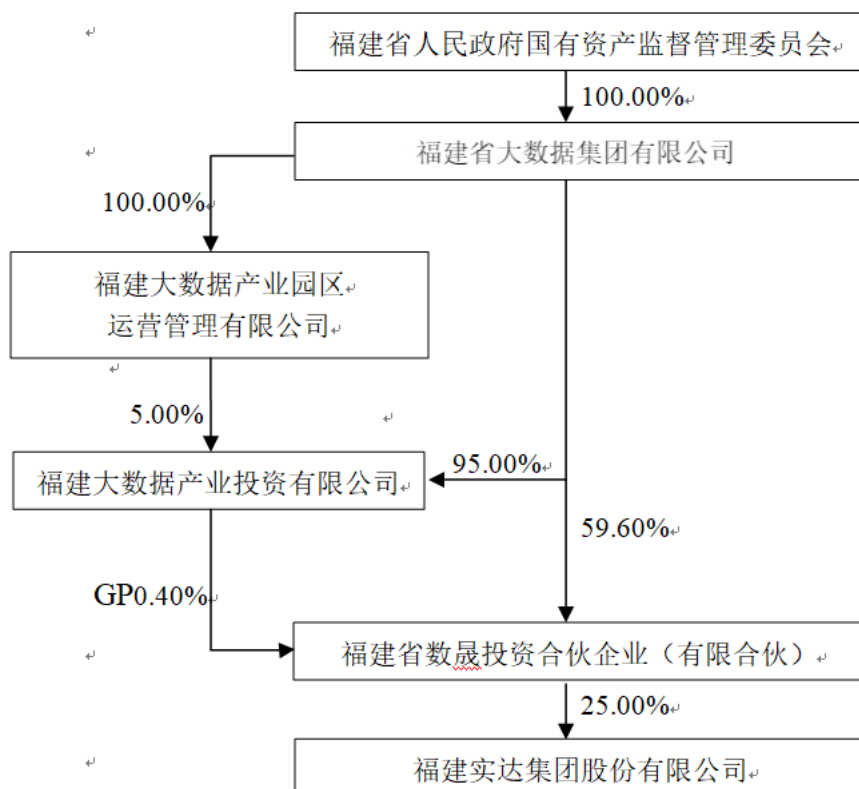 福建省人民政府国有资产监督管理委员会
100.00%
福建省大数据集团有限公司
100.00%
福建大数据产业园区
运营管理有限公司
5.00%
95.00%
福建大数据产业投资有限公司
59.60%
GP0.40%
福建省数晟投资合伙企业（有限合伙）
25.00%
福建实达集团股份有限公司